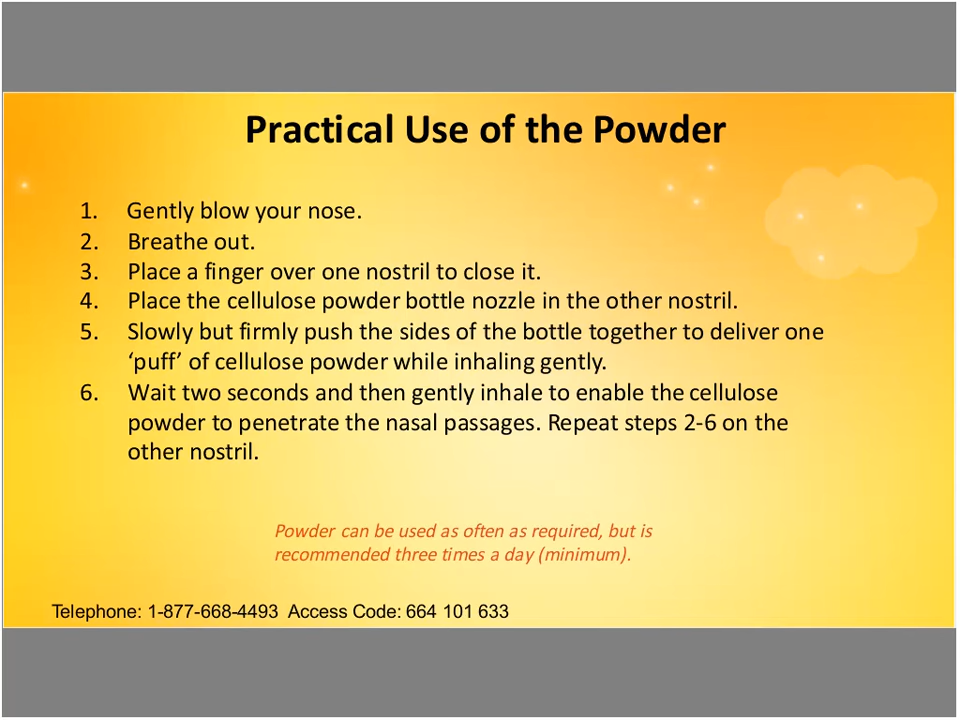 Practical Use of the Powder
1. Gently blow your nose.
2. Breathe out.
3. Place a finger over one nostril to close it.
4. Place the cellulose powder bottle nozzle in the other nostril.
5. Slowly but firmly push the sides of the bottle together to deliver one
‘puff’ of cellulose powder while inhaling gently.
6. Wait two seconds and then gently inhale to enable the cellulose
powder to penetrate the nasal passages. Repeat steps 2-6 on the
other nostril.
Powder can be used as often as required, but is
recommended three times a day (minimum).
Telephone: 1-877-668-4493 Access Code: 664 101 633